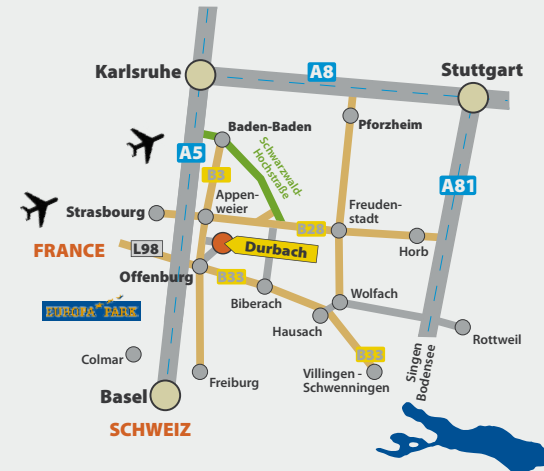 Karlsruhe
A8
Stuttgart
Baden-Baden
Pforzheim
A5
Schwarzwald-
Hochstraße
B3
A81
Appen-
weier
Strasbourg
B28
Freuden-
stadt
Horb
FRANCE
L98
Durbach
Offenburg
B33
Biberach
Wolfach
EUROPA PARK
Hausach
Rottweil
Colmar
B33
Freiburg
Villingen -
Schwenningen
Singen
Bodensee
Basel
SCHWEIZ